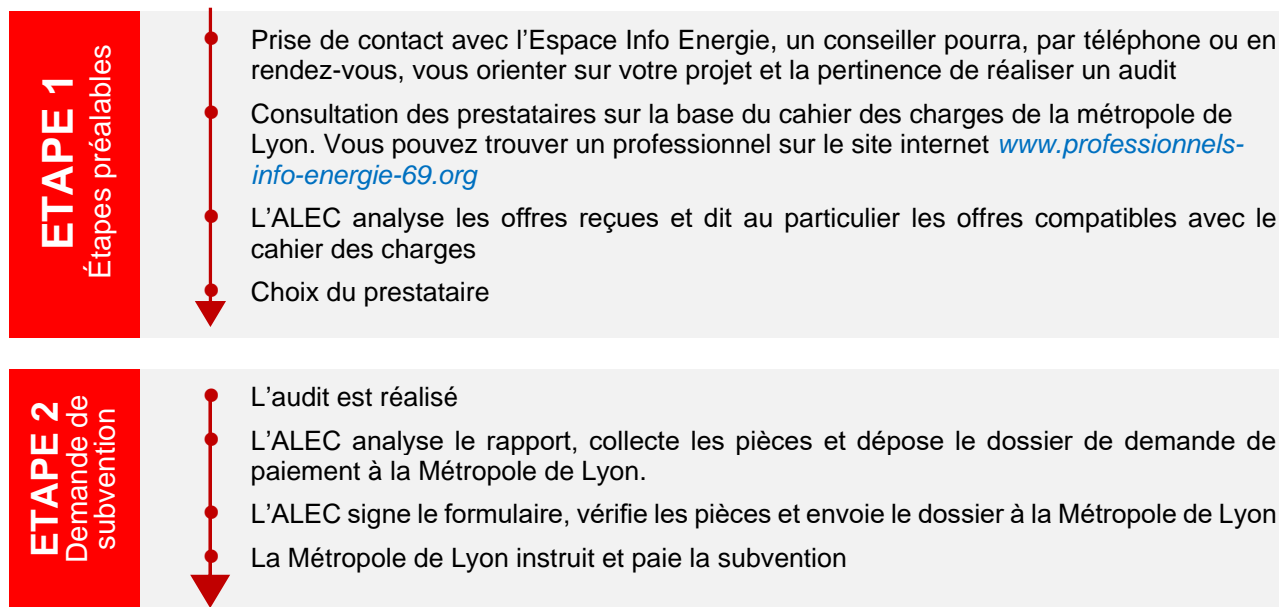 ETAPE 1
Étapes préalables
Prise de contact avec l’Espace Info Energie, un conseiller pourra, par téléphone ou en
rendez-vous, vous orienter sur votre projet et la pertinence de réaliser un audit
Consultation des prestataires sur la base du cahier des charges de la métropole de
Lyon. Vous pouvez trouver un professionnel sur le site internet www.professionnels-
info-energie-69.org
L’ALEC analyse les offres reçues et dit au particulier les offres compatibles avec le
cahier des charges
Choix du prestataire
ETAPE 2
Demande de
subvention
L’audit est réalisé
L’ALEC analyse le rapport, collecte les pièces et dépose le dossier de demande de
paiement à la Métropole de Lyon.
L’ALEC signe le formulaire, vérifie les pièces et envoie le dossier à la Métropole de Lyon
La Métropole de Lyon instruit et paie la subvention